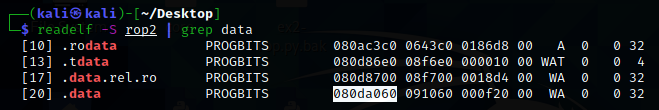 ┌──(kali㉿kali)-[~/Desktop]
└─$ readelf -S rop2 | grep data
[10] .rodata PROGBITS 080ac3c0 0643c0 0186d8 00 A 0 0 32
[13] .tdata PROGBITS 080d86e0 08f6e0 000010 00 WAT 0 0 4
[17] .data.rel.ro PROGBITS 080d8700 08f700 0018d4 00 WA 0 0 32
[20] .data PROGBITS 080da060 091060 000f20 00 WA 0 0 32